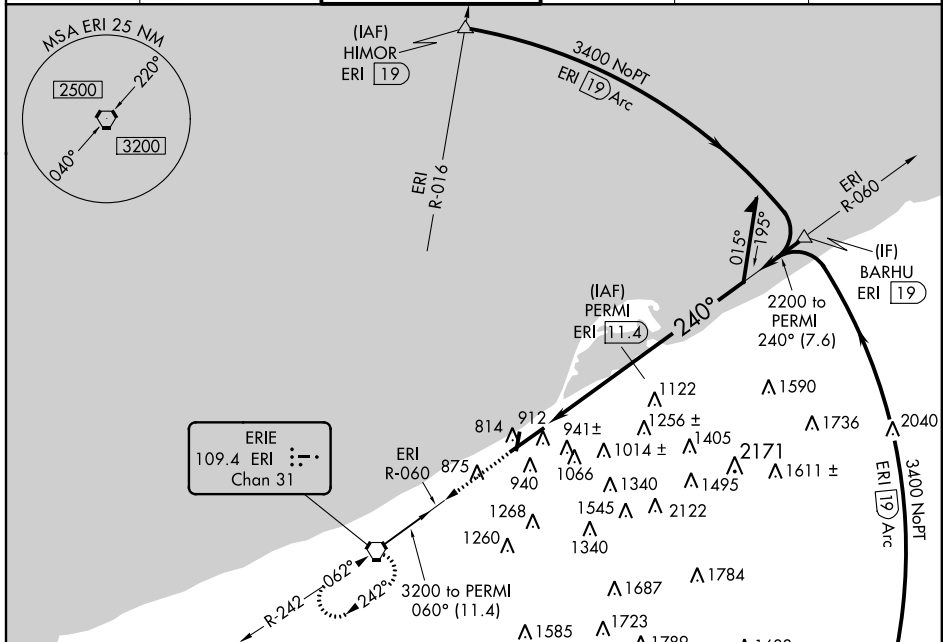 MSA ERI 25 NM
2500
220°
3200
040°
(IAF)
HIMOR
ERI 19
3400 NoPT
ERI 19 Arc
ERI
R-016
ERI
R-060
015°
195°
(IF)
BARHU
ERI 19
(IAF)
PERMI
ERI 11.4
240°
2200 to
PERMI
240° (7.6)
1122
1590
814
912
941±
1256 ±
1736
2040
1405
1014 ±
2171
1066
1611 ±
875
940
1340
1495
ERIE
109.4 ERI
Chan 31
ERI
R-060
3400 NoPT
ERI 19 Arc
1268
1545
2122
1260
1340
R-242
062°
242°
3200 to PERMI
060° (11.4)
1687
1784
1585
1723
1789